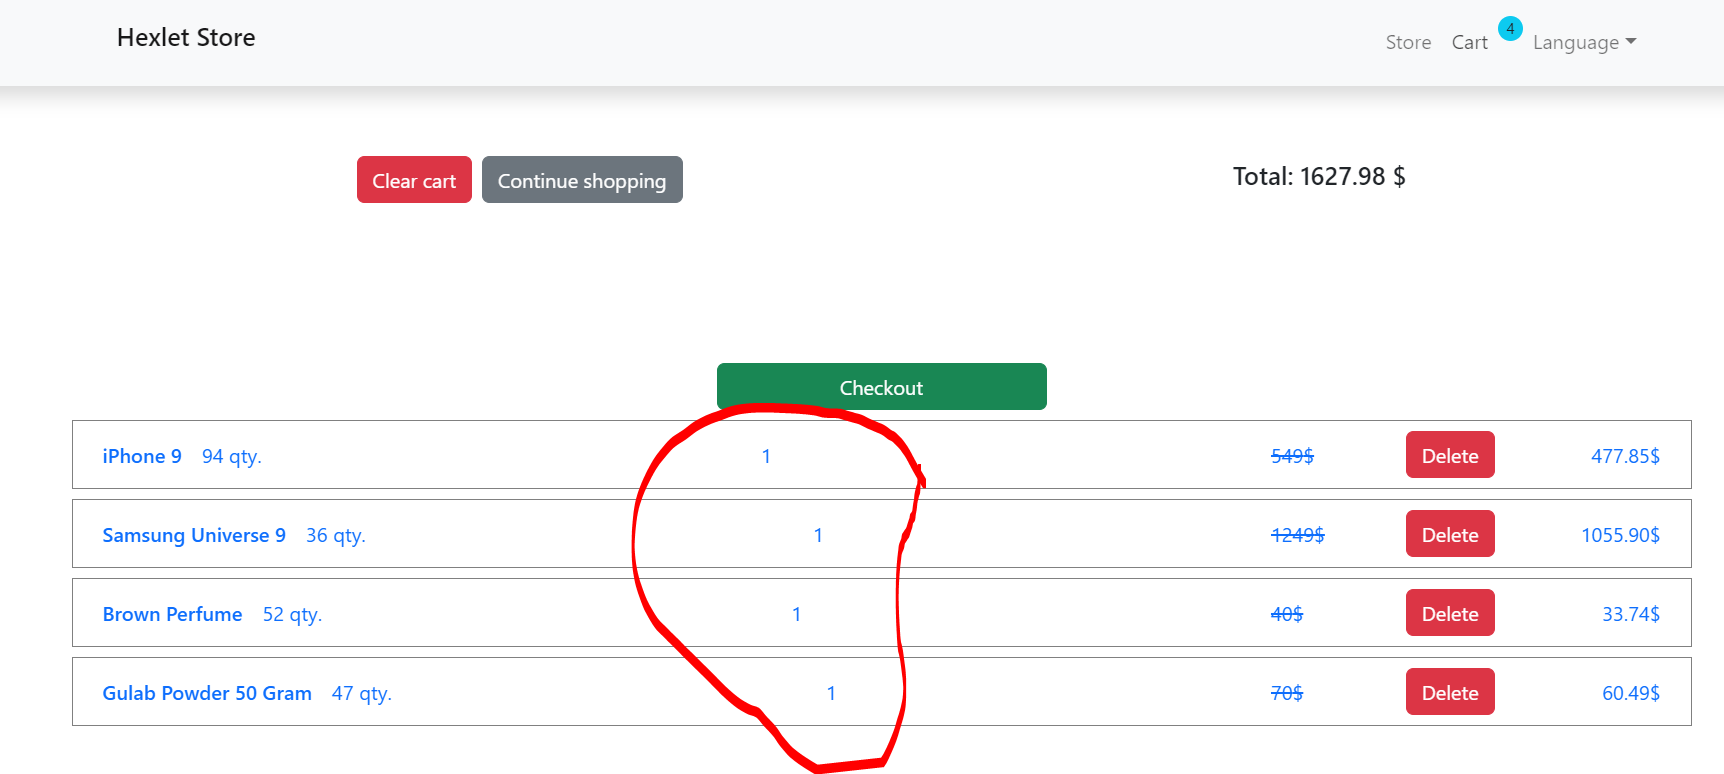 Hexlet Store
Store Cart 4 Language
Clear cart Continue shopping Total: 1627.98 $
Checkout
iPhone 9 94 qty. 1 549$ Delete 477.85$
Samsung Universe 9 36 qty. 1 1249$ Delete 1055.90$
Brown Perfume 52 qty. 1 40$ Delete 33.74$
Gulab Powder 50 Gram 47 qty. 1 70$ Delete 60.49$